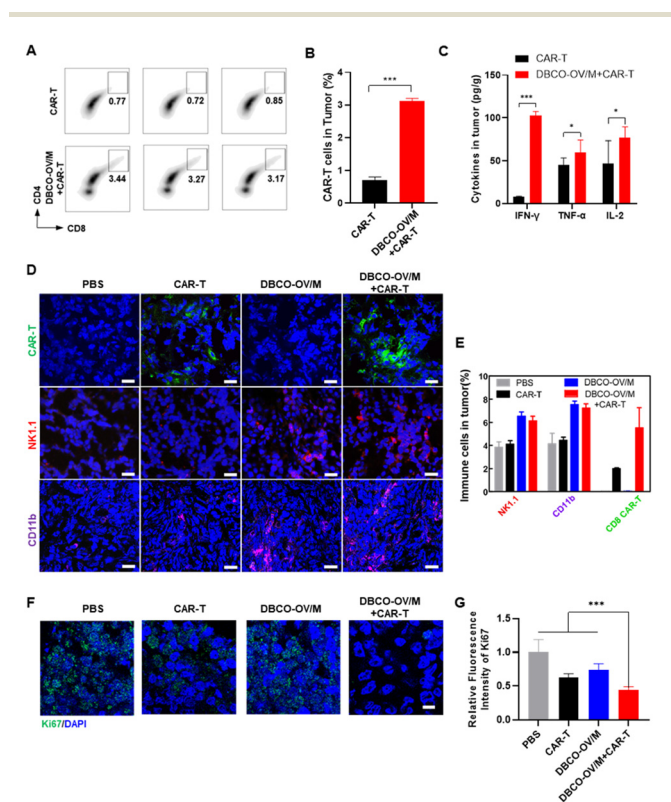 A
CAR-T
0.77
0.72
0.85
DBCO-OV/M
+CAR-T
3.44
3.27
3.17
CD4
CD8
B
CAR-T cells in Tumor (%)
4
3
2
1
0
***
CAR-T
DBCO-OV/M
+CAR-T
C
CAR-T
DBCO-OV/M+CAR-T
Cytokines in tumor (pg/g)
150
100
50
0
***
*
*
IFN-γ
TNF-α
IL-2
D
PBS
CAR-T
DBCO-OV/M
DBCO-OV/M
+CAR-T
CAR-T
NK1.1
CD11b
E
Immune cells in tumor(%)
10
8
6
4
2
0
PBS
CAR-T
DBCO-OV/M
DBCO-OV/M
+CAR-T
NK1.1
CD11b
CD8 CAR-T
F
PBS
CAR-T
DBCO-OV/M
DBCO-OV/M
+CAR-T
Ki67/DAPI
G
Relative Fluorescence
Intensity of Ki67
1.5
1.0
0.5
0.0
***
PBS
CAR-T
DBCO-OV/M
DBCO-OV/M+CAR-T